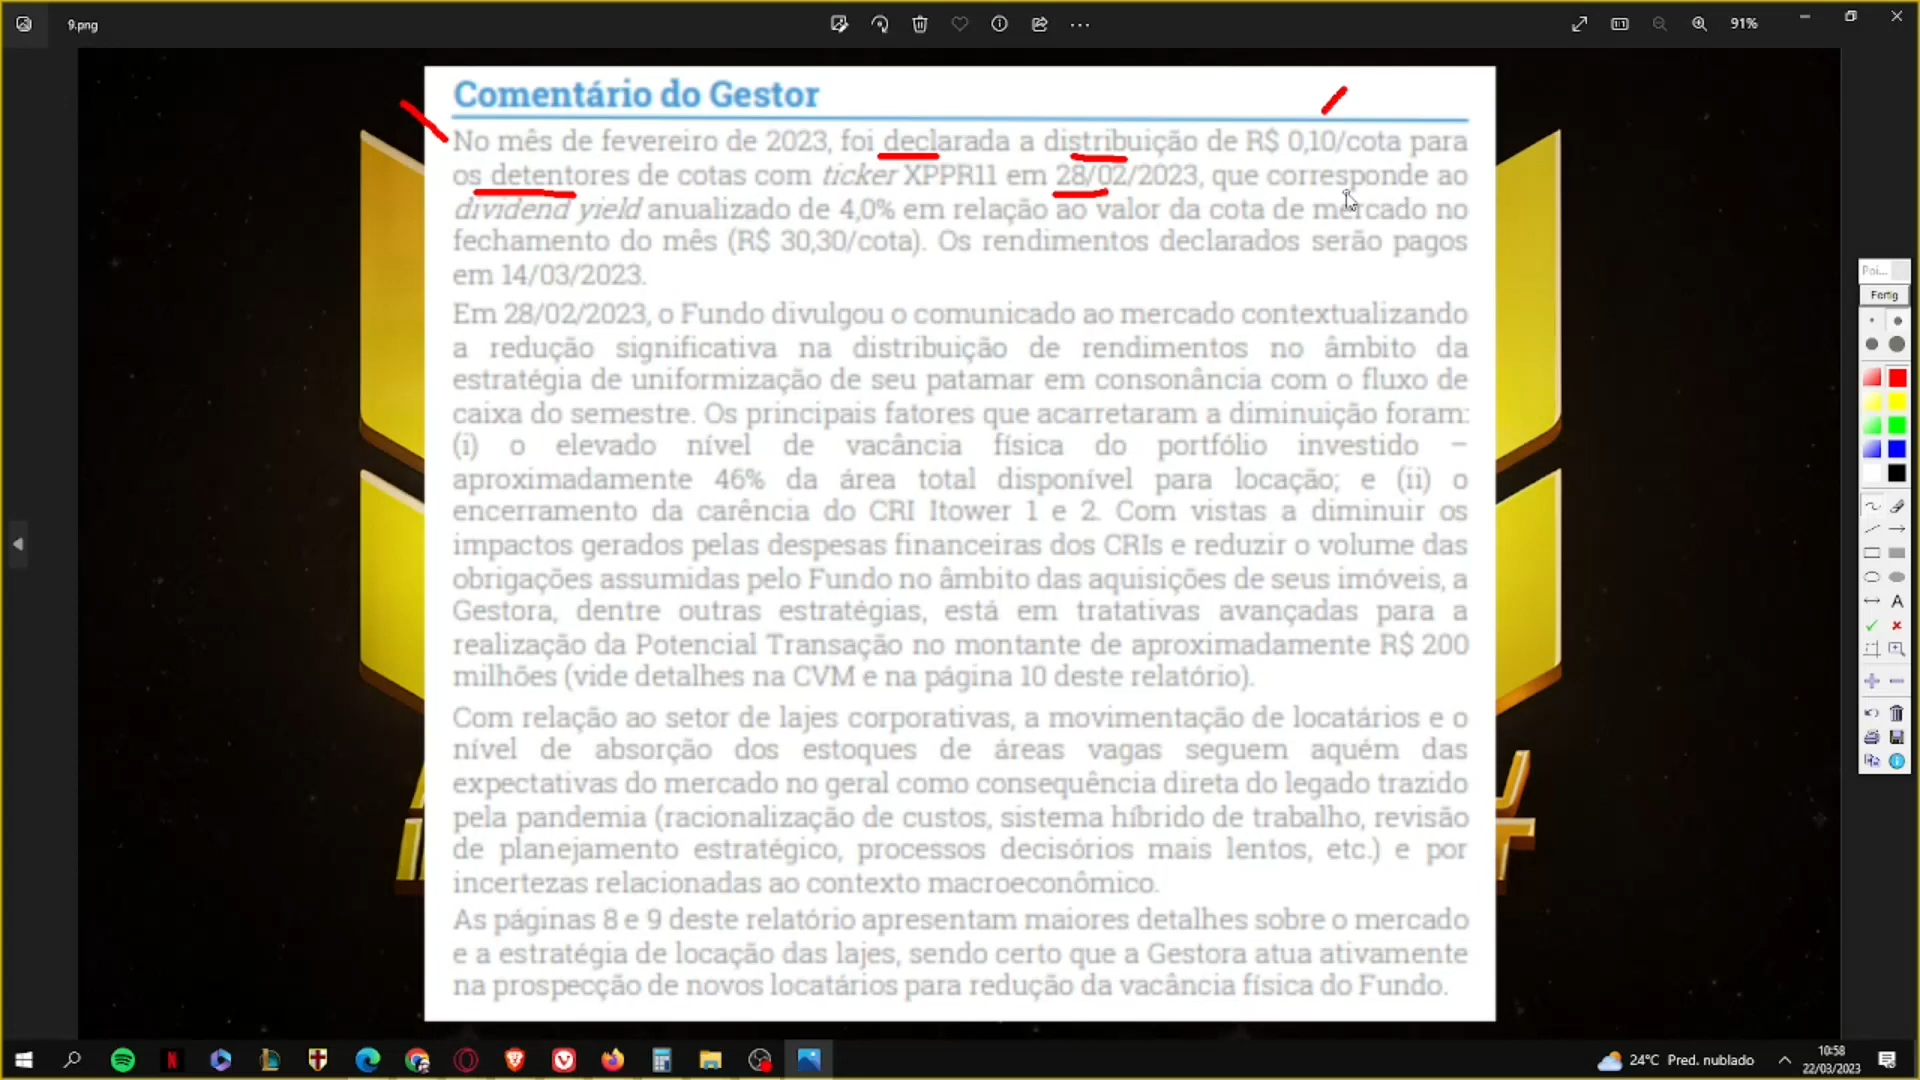 9.png
91%
Comentário do Gestor
No mês de fevereiro de 2023, foi declarada a distribuição de R$ 0,10/cota para
os detentores de cotas com ticker XPPR11 em 28/02/2023, que corresponde ao
dividend yield anualizado de 4,0% em relação ao valor da cota de mercado no
fechamento do mês (R$ 30,30/cota). Os rendimentos declarados serão pagos
em 14/03/2023.
Em 28/02/2023, o Fundo divulgou o comunicado ao mercado contextualizando
a redução significativa na distribuição de rendimentos no âmbito da
estratégia de uniformização de seu patamar em consonância com o fluxo de
caixa do semestre. Os principais fatores que acarretaram a diminuição foram:
(i) o elevado nível de vacância física do portfólio investido –
aproximadamente 46% da área total disponível para locação; e (ii) o
encerramento da carência do CRI Itower 1 e 2. Com vistas a diminuir os
impactos gerados pelas despesas financeiras dos CRIs e reduzir o volume das
obrigações assumidas pelo Fundo no âmbito das aquisições de seus imóveis, a
Gestora, dentre outras estratégias, está em tratativas avançadas para a
realização da Potencial Transação no montante de aproximadamente R$ 200
milhões (vide detalhes na CVM e na página 10 deste relatório).
Com relação ao setor de lajes corporativas, a movimentação de locatários e o
nível de absorção dos estoques de áreas vagas seguem aquém das
expectativas do mercado no geral como consequência direta do legado trazido
pela pandemia (racionalização de custos, sistema híbrido de trabalho, revisão
de planejamento estratégico, processos decisórios mais lentos, etc.) e por
incertezas relacionadas ao contexto macroeconômico.
As páginas 8 e 9 deste relatório apresentam maiores detalhes sobre o mercado
e a estratégia de locação das lajes, sendo certo que a Gestora atua ativamente
na prospecção de novos locatários para redução da vacância física do Fundo.
Poi...
Fertig
A
24°C Pred. nublado
10:58
22/03/2023